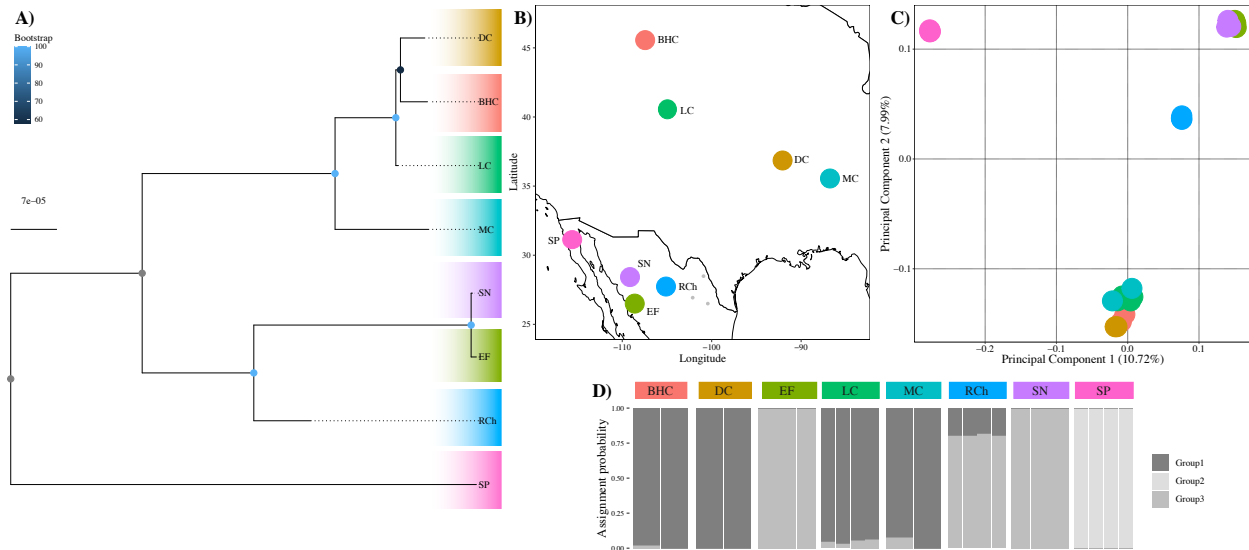 A)
Bootstrap
100
90
80
70
60
7e−05
DC
BHC
LC
MC
SN
EF
RCh
SP
B)
Latitude
45
40
35
30
25
BHC
LC
DC
MC
SP
SN
RCh
EF
−110
−100
−90
Longitude
C)
Principal Component 2 (7.99%)
0.1
0.0
−0.1
−0.2
−0.1
0.0
0.1
Principal Component 1 (10.72%)
D)
BHC DC EF LC MC RCh SN SP
Assignment probability
1.00
0.75
0.50
0.25
0.00
Group1
Group2
Group3